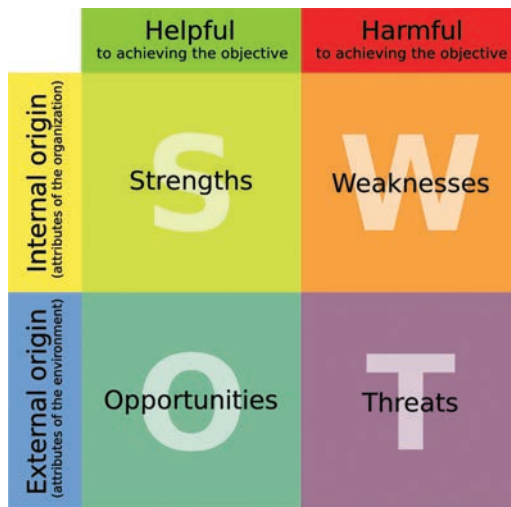 Helpful
to achieving the objective
Harmful
to achieving the objective
Internal origin
(attributes of the organization)
S
Strengths
W
Weaknesses
External origin
(attributes of the environment)
O
Opportunities
T
Threats